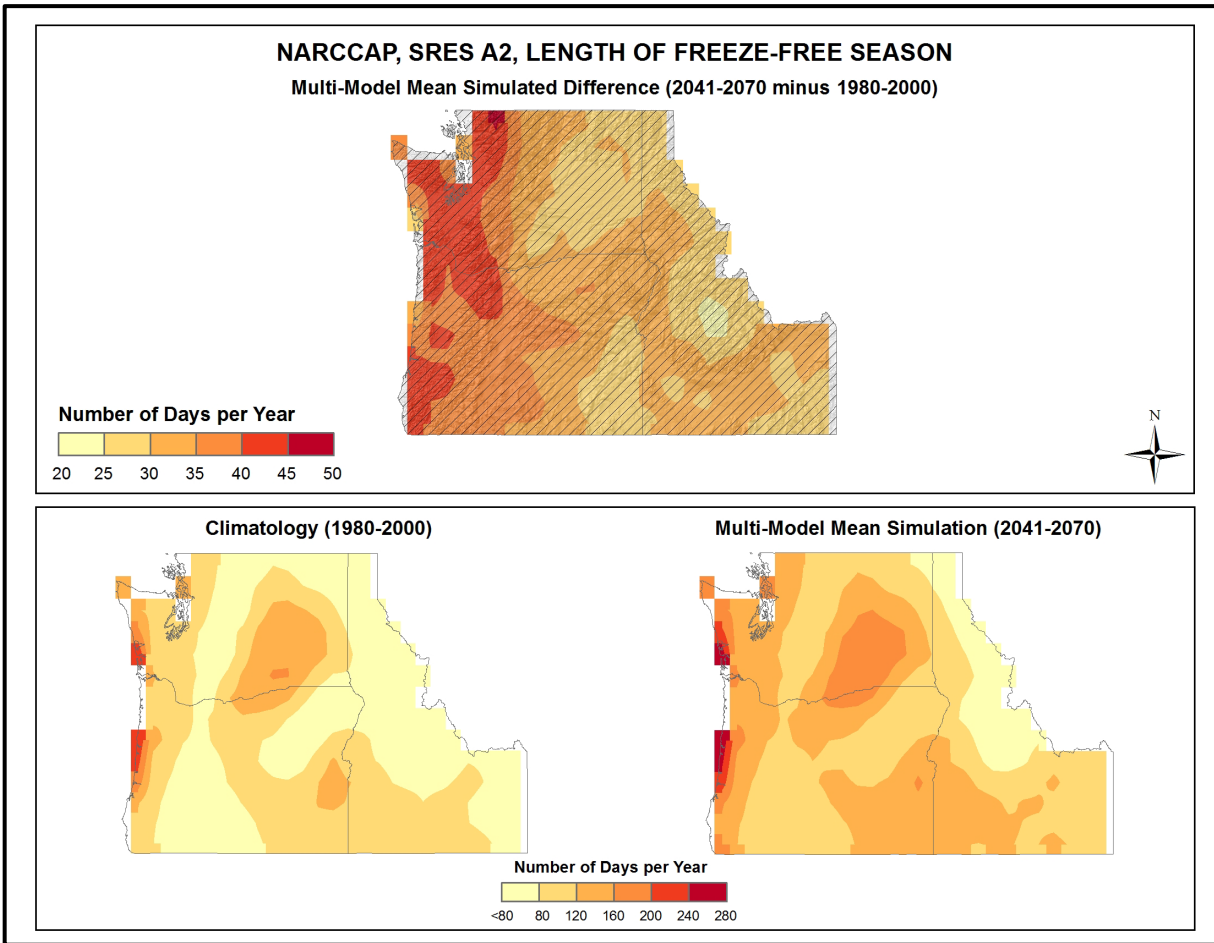 NARCCAP, SRES A2, LENGTH OF FREEZE-FREE SEASON
Multi-Model Mean Simulated Difference (2041-2070 minus 1980-2000)
Number of Days per Year
20 25 30 35 40 45 50
N
Climatology (1980-2000)
Multi-Model Mean Simulation (2041-2070)
Number of Days per Year
<80 80 120 160 200 240 280